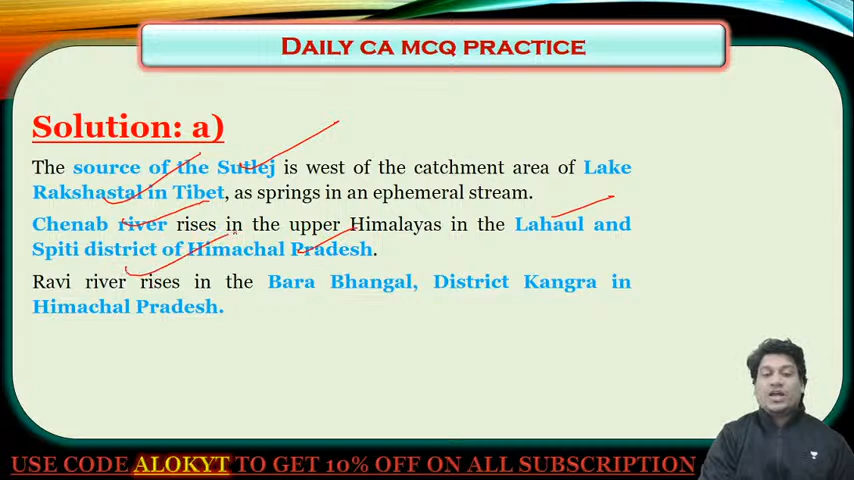 DAILY CA MCQ PRACTICE
Solution: a)
The source of the Sutlej is west of the catchment area of Lake
Rakshastal in Tibet, as springs in an ephemeral stream.
Chenab river rises in the upper Himalayas in the Lahaul and
Spiti district of Himachal Pradesh.
Ravi river rises in the Bara Bhangal, District Kangra in
Himachal Pradesh.
USE CODE ALOKYT TO GET 10% OFF ON ALL SUBSCRIPTION